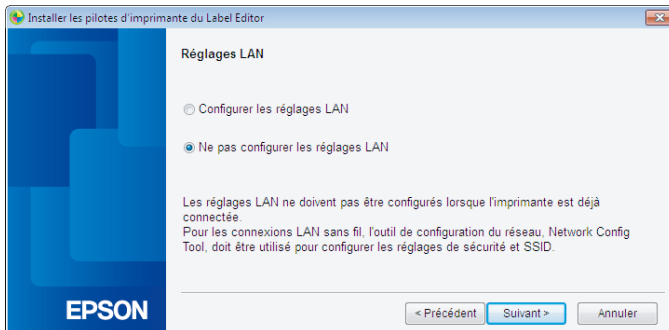 Installer les pilotes d'imprimante du Label Editor
Réglages LAN
Configurer les réglages LAN
Ne pas configurer les réglages LAN
Les réglages LAN ne doivent pas être configurés lorsque l'imprimante est déjà
connectée.
Pour les connexions LAN sans fil, l'outil de configuration du réseau, Network Config
Tool, doit être utilisé pour configurer les réglages de sécurité et SSID.
EPSON
< Précédent
Suivant >
Annuler